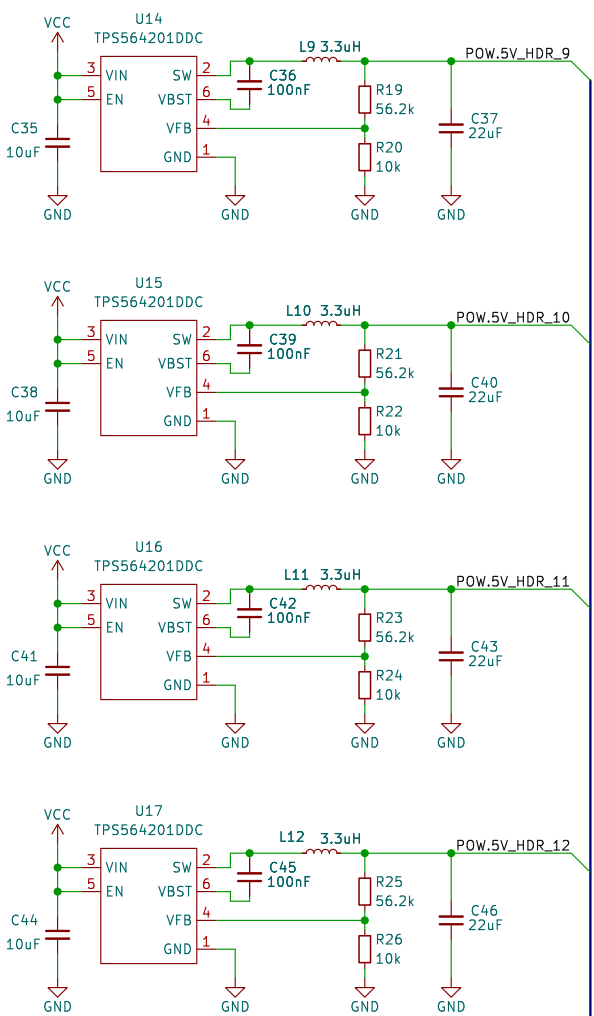 VCC
U14
TPS564201DDC
L9 3.3uH
POW.5V_HDR_9
3 VIN
SW 2
C36
100nF
5 EN
VBST 6
R19
56.2k
C35
10uF
VFB 4
C37
22uF
GND 1
R20
10k
GND
GND
GND
GND
VCC
U15
TPS564201DDC
L10 3.3uH
POW.5V_HDR_10
3 VIN
SW 2
C39
100nF
5 EN
VBST 6
R21
56.2k
C38
10uF
VFB 4
C40
22uF
GND 1
R22
10k
GND
GND
GND
GND
VCC
U16
TPS564201DDC
L11 3.3uH
POW.5V_HDR_11
3 VIN
SW 2
C42
100nF
5 EN
VBST 6
R23
56.2k
C41
10uF
VFB 4
C43
22uF
GND 1
R24
10k
GND
GND
GND
GND
VCC
U17
TPS564201DDC
L12 3.3uH
POW.5V_HDR_12
3 VIN
SW 2
C45
100nF
5 EN
VBST 6
R25
56.2k
C44
10uF
VFB 4
C46
22uF
GND 1
R26
10k
GND
GND
GND
GND